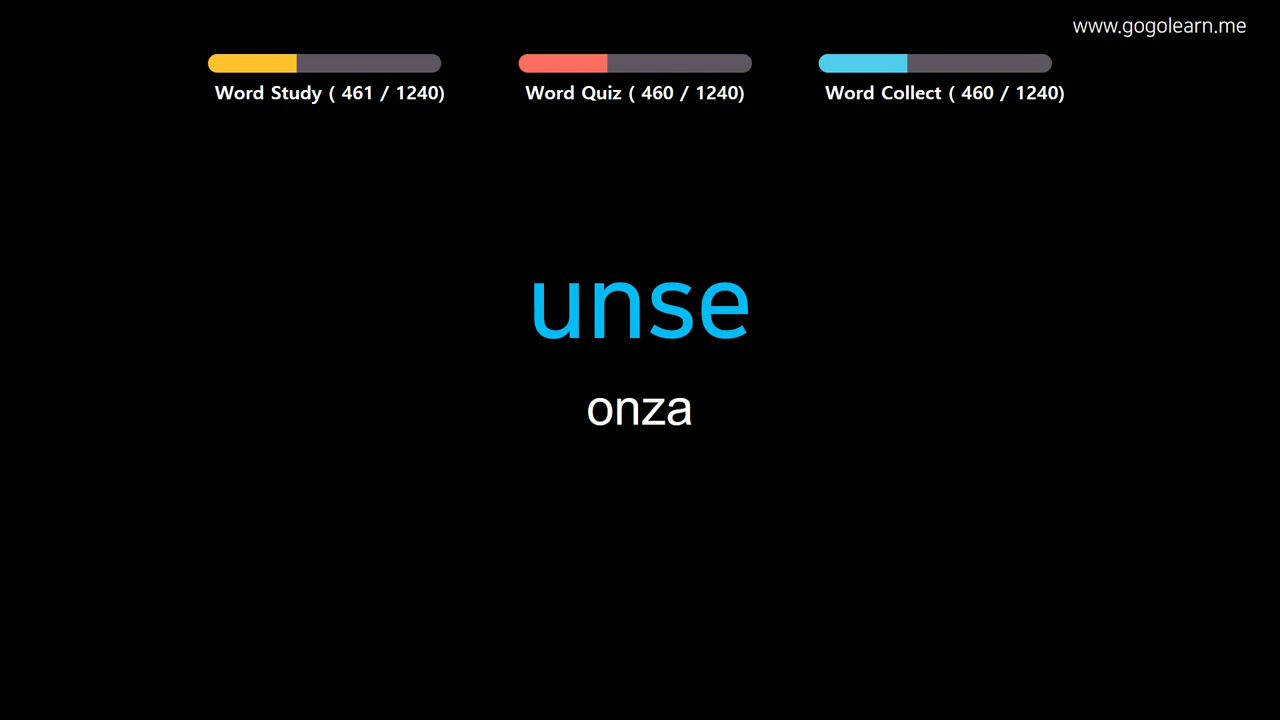 www.gogolearn.me
Word Study ( 461 / 1240)
Word Quiz ( 460 / 1240)
Word Collect ( 460 / 1240)
unse
onza